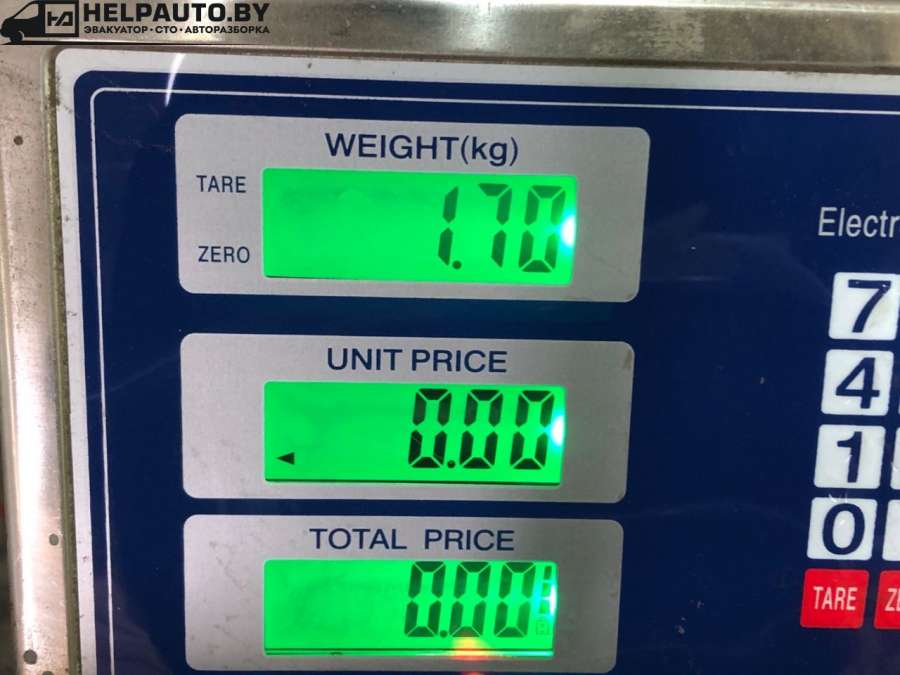 HELPAUTO.BY
ЭВАКУАТОР • СТО • АВТОРАЗБОРКА
WEIGHT(kg)
TARE
1.70
ZERO
Electr
7
UNIT PRICE
4
0.00
1
0
TOTAL PRICE
0.00
TARE